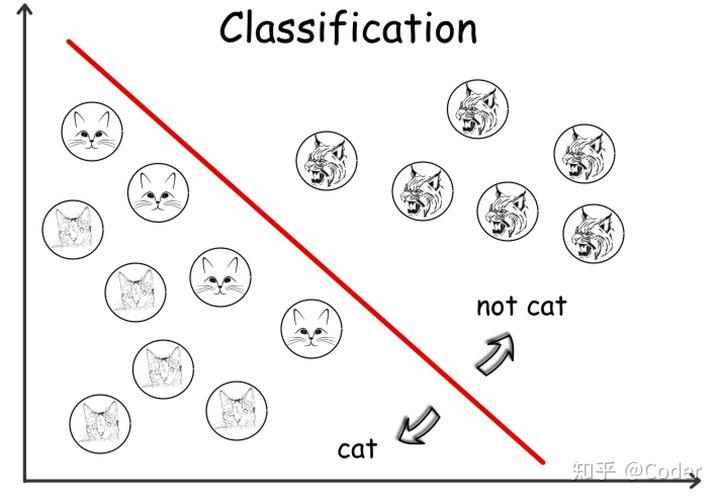 Classification
not cat
cat
知乎 @Coder